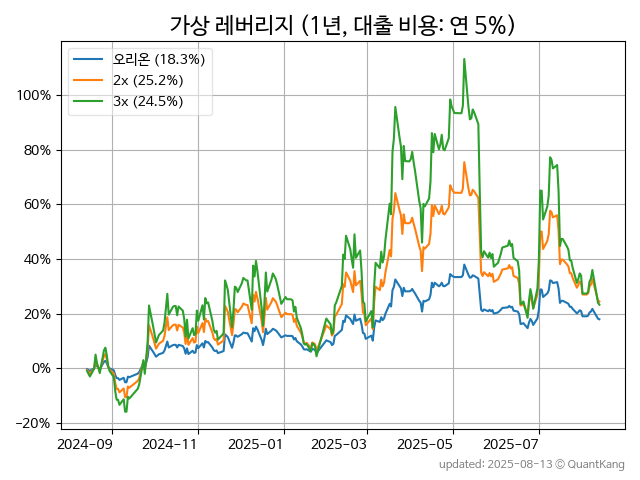 가상 레버리지 (1년, 대출 비용: 연 5%)
오리온 (18.3%)
2x (25.2%)
3x (24.5%)
100%
80%
60%
40%
20%
0%
−20%
2024-09
2024-11
2025-01
2025-03
2025-05
2025-07
updated: 2025-08-13 © QuantKang